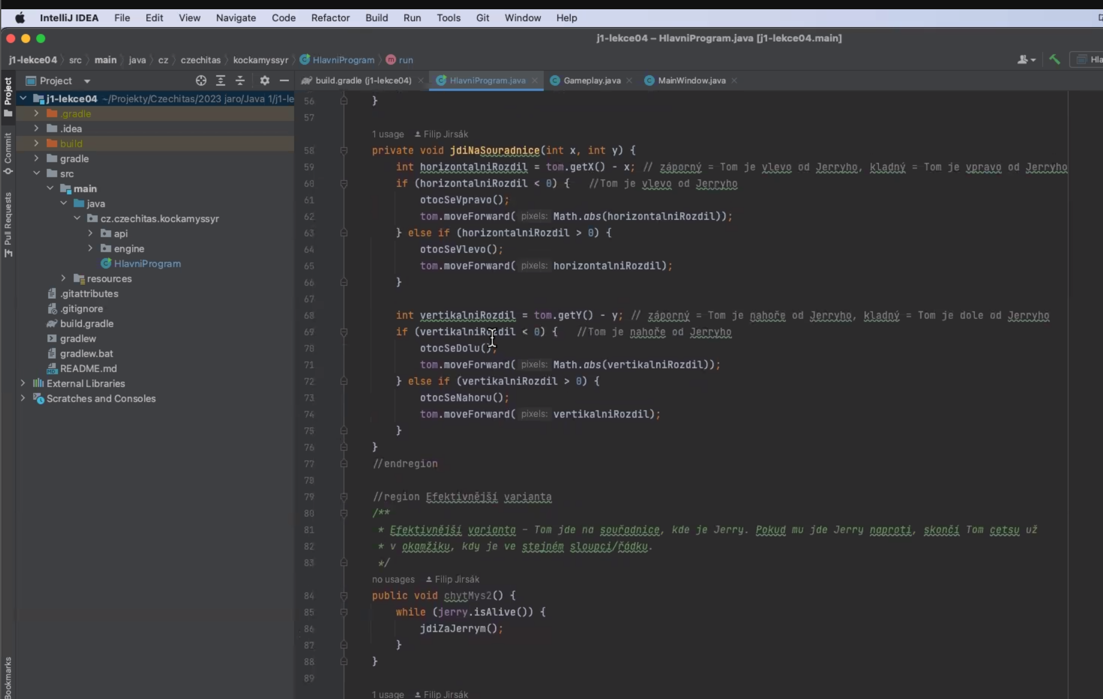 IntelliJ IDEA File Edit View Navigate Code Refactor Build Run Tools Git Window Help
j1-lekce04 – HlavniProgram.java [j1-lekce04.main]
j1-lekce04 src main java cz czechitas kockamyssyr HlavniProgram run
Project
build.gradle (j1-lekce04) HlavniProgram.java Gameplay.java MainWindow.java
Project
Commit
Pull Requests
Bookmarks
j1-lekce04 ~/Projekty/Czechitas/2023 jaro/Java 1/j1-le
.gradle
.idea
build
gradle
src
main
java
cz.czechitas.kockamyssyr
api
engine
HlavniProgram
resources
.gitattributes
.gitignore
build.gradle
gradlew
gradlew.bat
README.md
External Libraries
Scratches and Consoles
56 }
57
1 usage Filip Jirsák
58 private void jdiNaSouradnice(int x, int y) {
59 int horizontalniRozdil = tom.getX() - x; // záporný = Tom je vlevo od Jerryho, kladný = Tom je vpravo od Jerryho
60 if (horizontalniRozdil < 0) { //Tom je vlevo od Jerryho
61 otocSeVpravo();
62 tom.moveForward( pixels: Math.abs(horizontalniRozdil));
63 } else if (horizontalniRozdil > 0) {
64 otocSeVlevo();
65 tom.moveForward( pixels: horizontalniRozdil);
66 }
67
68 int vertikalniRozdil = tom.getY() - y; // záporný = Tom je nahoře od Jerryho, kladný = Tom je dole od Jerryho
69 if (vertikalniRozdil < 0) { //Tom je nahoře od Jerryho
70 otocSeDolu();
71 tom.moveForward( pixels: Math.abs(vertikalniRozdil));
72 } else if (vertikalniRozdil > 0) {
73 otocSeNahoru();
74 tom.moveForward( pixels: vertikalniRozdil);
75 }
76 }
77 //endregion
78
79 //region Efektivnější varianta
80 /**
81 * Efektivnější varianta – Tom jde na souřadnice, kde je Jerry. Pokud mu jde Jerry naproti, skončí Tom cetsu už
82 * v okamžiku, kdy je ve stejném sloupci/řádku.
83 */
no usages Filip Jirsák
84 public void chytMys2() {
85 while (jerry.isAlive()) {
86 jdiZaJerrym();
87 }
88 }
89
1 usage Filip Jirsák